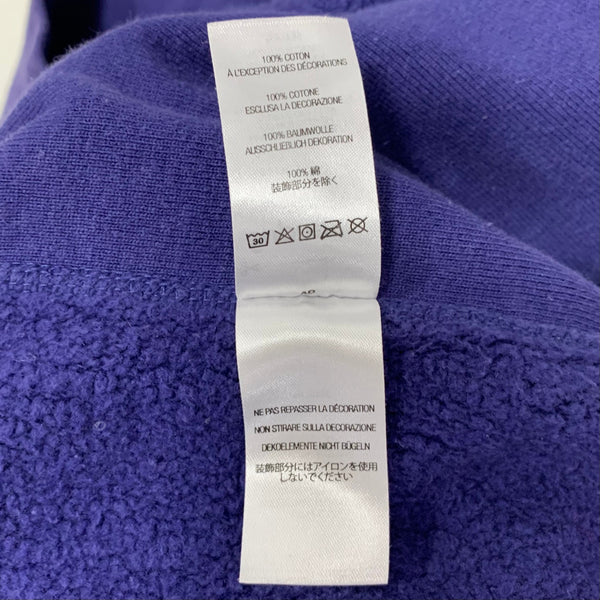 100% COTON
À L'EXCEPTION DES DÉCORATIONS
100% COTONE
ESCLUSA LA DECORAZIONE
100% BAUMWOLLE
AUSSCHLIEßLICH DEKORATION
100% 綿
装飾部分を除く
30
NE PAS REPASSER LA DÉCORATION
NON STIRARE SULLA DECORAZIONE
DEKOELEMENTE NICHT BÜGELN
装飾部分にはアイロンを使用
しないでください